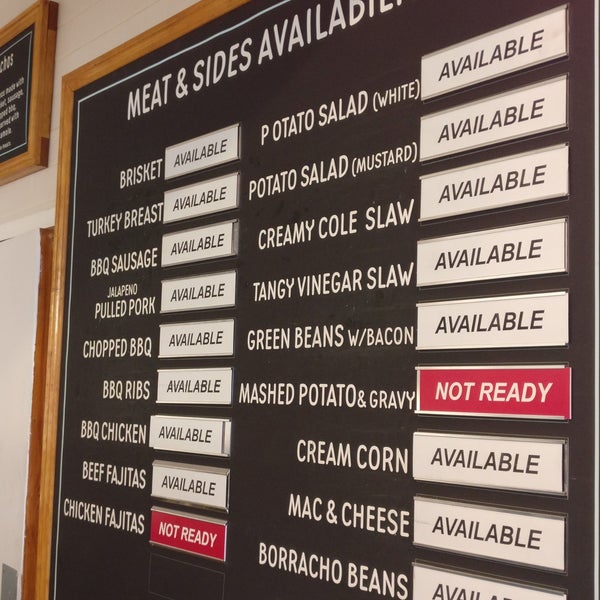 MEAT & SIDES
BRISKET AVAILABLE
TURKEY BREAST AVAILABLE
BBQ SAUSAGE AVAILABLE
JALAPENO
PULLED PORK AVAILABLE
CHOPPED BBQ AVAILABLE
BBQ RIBS AVAILABLE
BBQ CHICKEN AVAILABLE
BEEF FAJITAS AVAILABLE
CHICKEN FAJITAS NOT READY
AVAILABLE
POTATO SALAD (WHITE) AVAILABLE
POTATO SALAD (MUSTARD) AVAILABLE
CREAMY COLE SLAW AVAILABLE
TANGY VINEGAR SLAW AVAILABLE
GREEN BEANS W/BACON NOT READY
MASHED POTATO & GRAVY AVAILABLE
CREAM CORN AVAILABLE
MAC & CHEESE AVAILABLE
BORRACHO BEANS